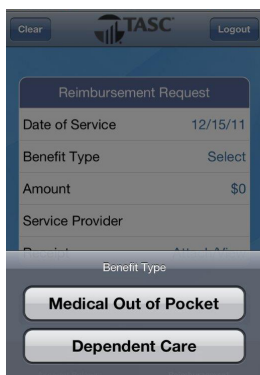 Clear TASC Logout
Reimbursement Request
Date of Service 12/15/11
Benefit Type Select
Amount $0
Service Provider
Benefit Type
Medical Out of Pocket
Dependent Care